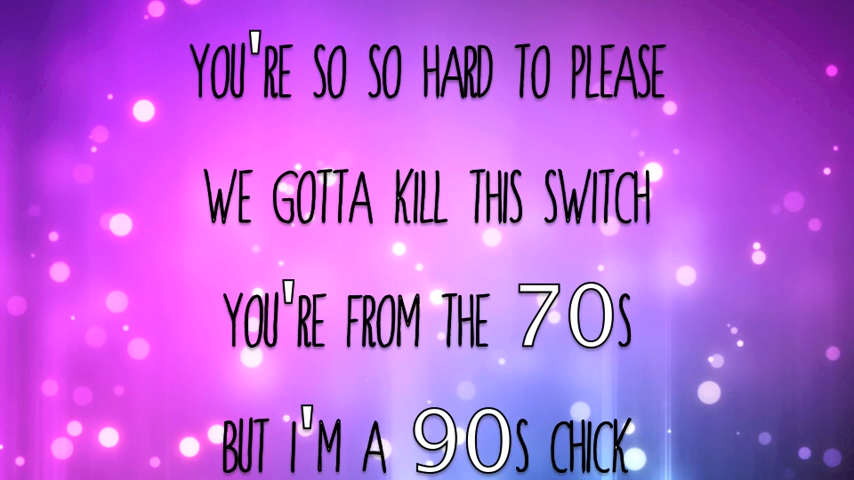 YOU'RE SO SO HARD TO PLEASE
WE GOTTA KILL THIS SWITCH
YOU'RE FROM THE 70S
BUT I'M A 90S CHICK